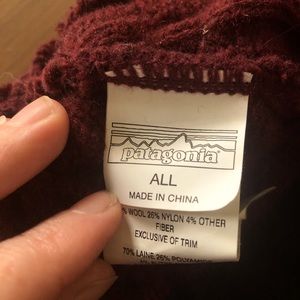 patagonia
ALL
MADE IN CHINA
% WOOL 26% NYLON 4% OTHER
FIBER
EXCLUSIVE OF TRIM
70% LAINE 26%